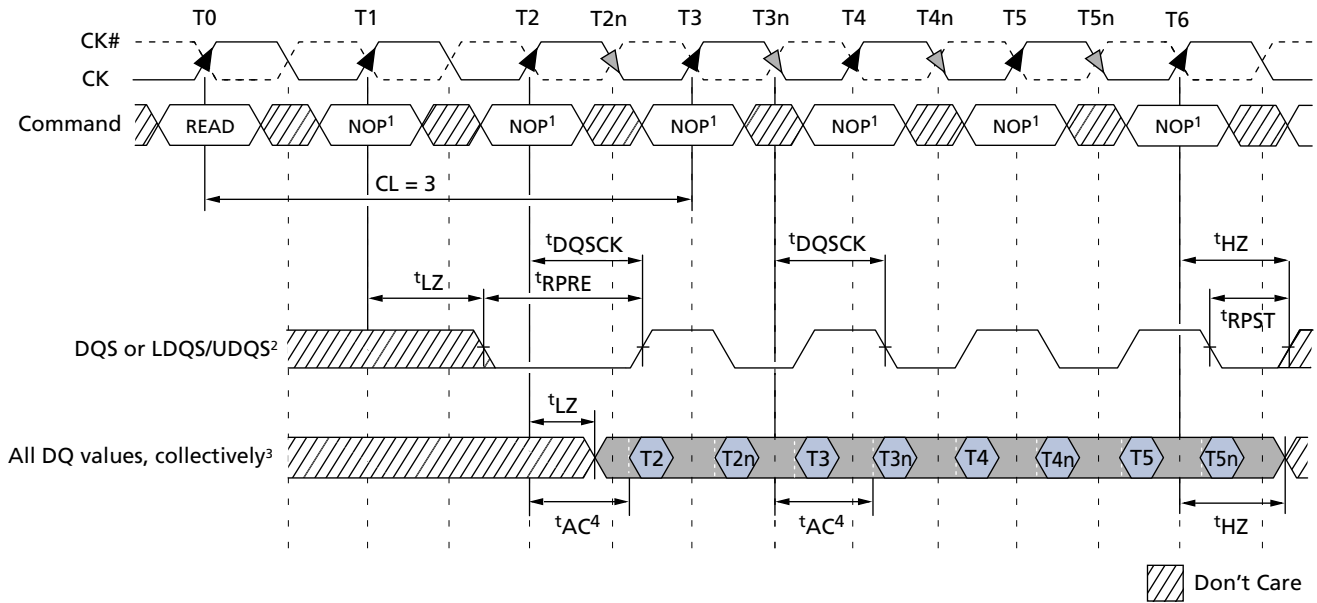 T0 T1 T2 T2n T3 T3n T4 T4n T5 T5n T6
CK#
CK
Command READ NOP¹ NOP¹ NOP¹ NOP¹ NOP¹ NOP¹
CL = 3
tDQSCK tDQSCK tHZ
tLZ tRPRE
tRPST
DQS or LDQS/UDQS²
tLZ
All DQ values, collectively³ T2 T2n T3 T3n T4 T4n T5 T5n
tAC⁴ tAC⁴ tHZ
Don't Care